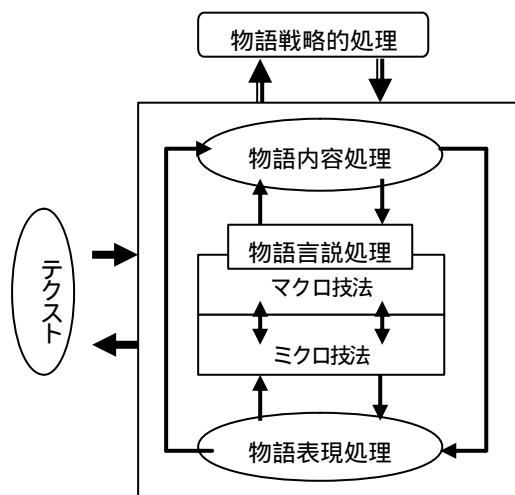 物語戦略的処理
物語内容処理
物語言説処理
マクロ技法
テクスト
ミクロ技法
物語表現処理